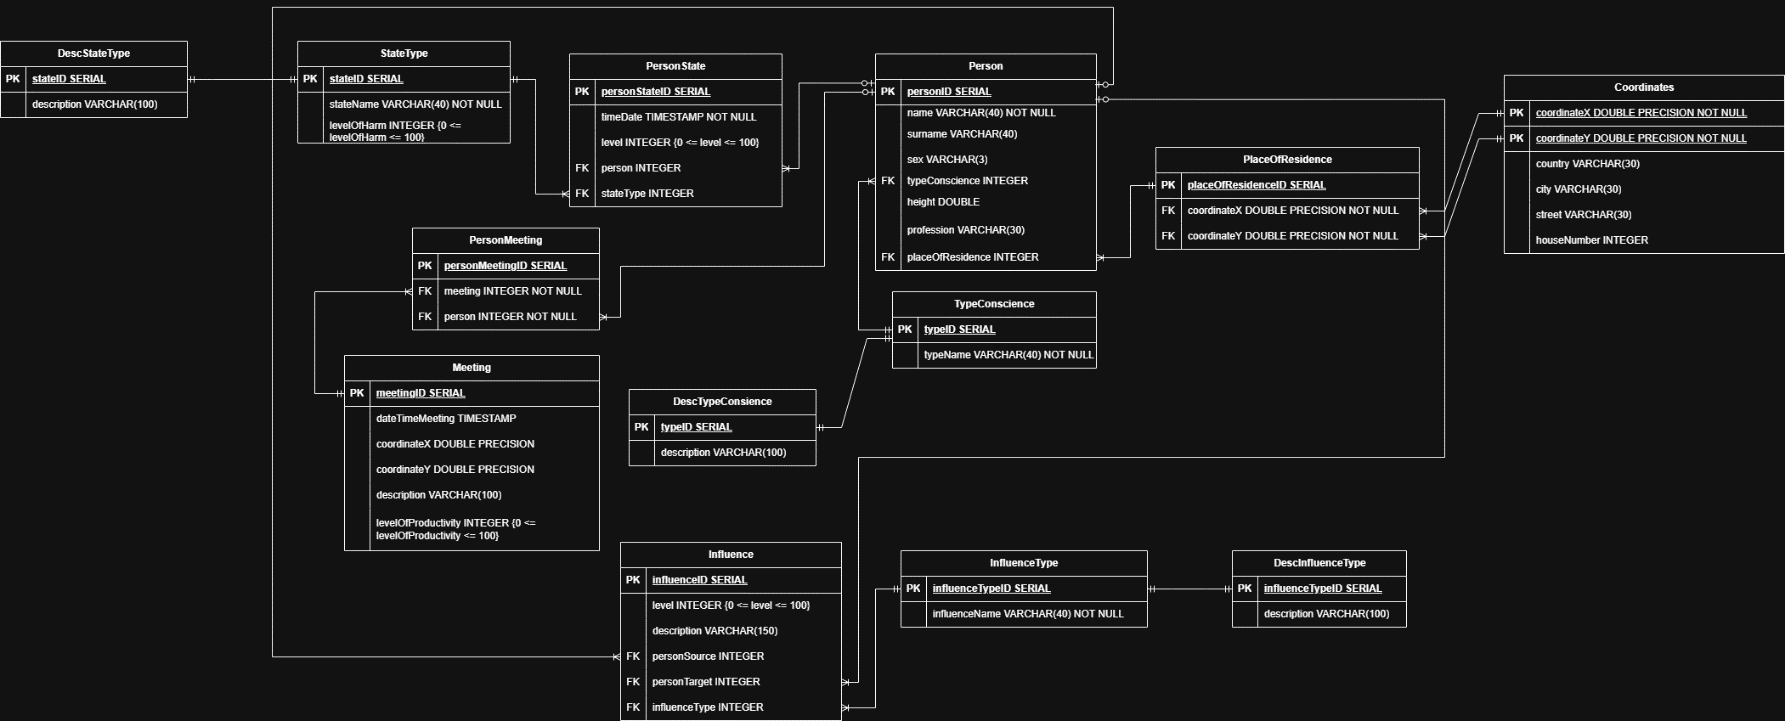 DescStateType
PK stateID SERIAL
description VARCHAR(100)
StateType
PK stateID SERIAL
stateName VARCHAR(40) NOT NULL
levelOfHarm INTEGER {0 <=
levelOfHarm <= 100}
PersonState
PK personStateID SERIAL
timeDate TIMESTAMP NOT NULL
level INTEGER {0 <= level <= 100}
FK person INTEGER
FK stateType INTEGER
Person
PK personID SERIAL
name VARCHAR(40) NOT NULL
surname VARCHAR(40)
sex VARCHAR(3)
FK typeConscience INTEGER
height DOUBLE
profession VARCHAR(30)
FK placeOfResidence INTEGER
PlaceOfResidence
PK placeOfResidenceID SERIAL
FK coordinateX DOUBLE PRECISION NOT NULL
FK coordinateY DOUBLE PRECISION NOT NULL
Coordinates
PK coordinateX DOUBLE PRECISION NOT NULL
PK coordinateY DOUBLE PRECISION NOT NULL
country VARCHAR(30)
city VARCHAR(30)
street VARCHAR(30)
houseNumber INTEGER
PersonMeeting
PK personMeetingID SERIAL
FK meeting INTEGER NOT NULL
FK person INTEGER NOT NULL
TypeConscience
PK typeID SERIAL
typeName VARCHAR(40) NOT NULL
Meeting
PK meetingID SERIAL
dateTimeMeeting TIMESTAMP
coordinateX DOUBLE PRECISION
coordinateY DOUBLE PRECISION
description VARCHAR(100)
levelOfProductivity INTEGER {0 <=
levelOfProductivity <= 100}
DescTypeConsience
PK typeID SERIAL
description VARCHAR(100)
Influence
PK influenceID SERIAL
level INTEGER {0 <= level <= 100}
description VARCHAR(150)
FK personSource INTEGER
FK personTarget INTEGER
FK influenceType INTEGER
InfluenceType
PK influenceTypeID SERIAL
influenceName VARCHAR(40) NOT NULL
DescInfluenceType
PK influenceTypeID SERIAL
description VARCHAR(100)